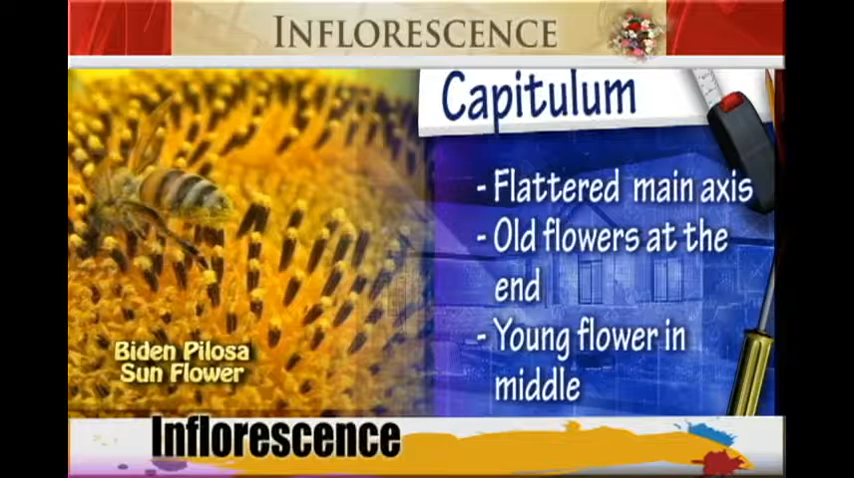 INFLORESCENCE
Capitulum
- Flattered main axis
- Old flowers at the
end
- Young flower in
middle
Biden Pilosa
Sun Flower
Inflorescence